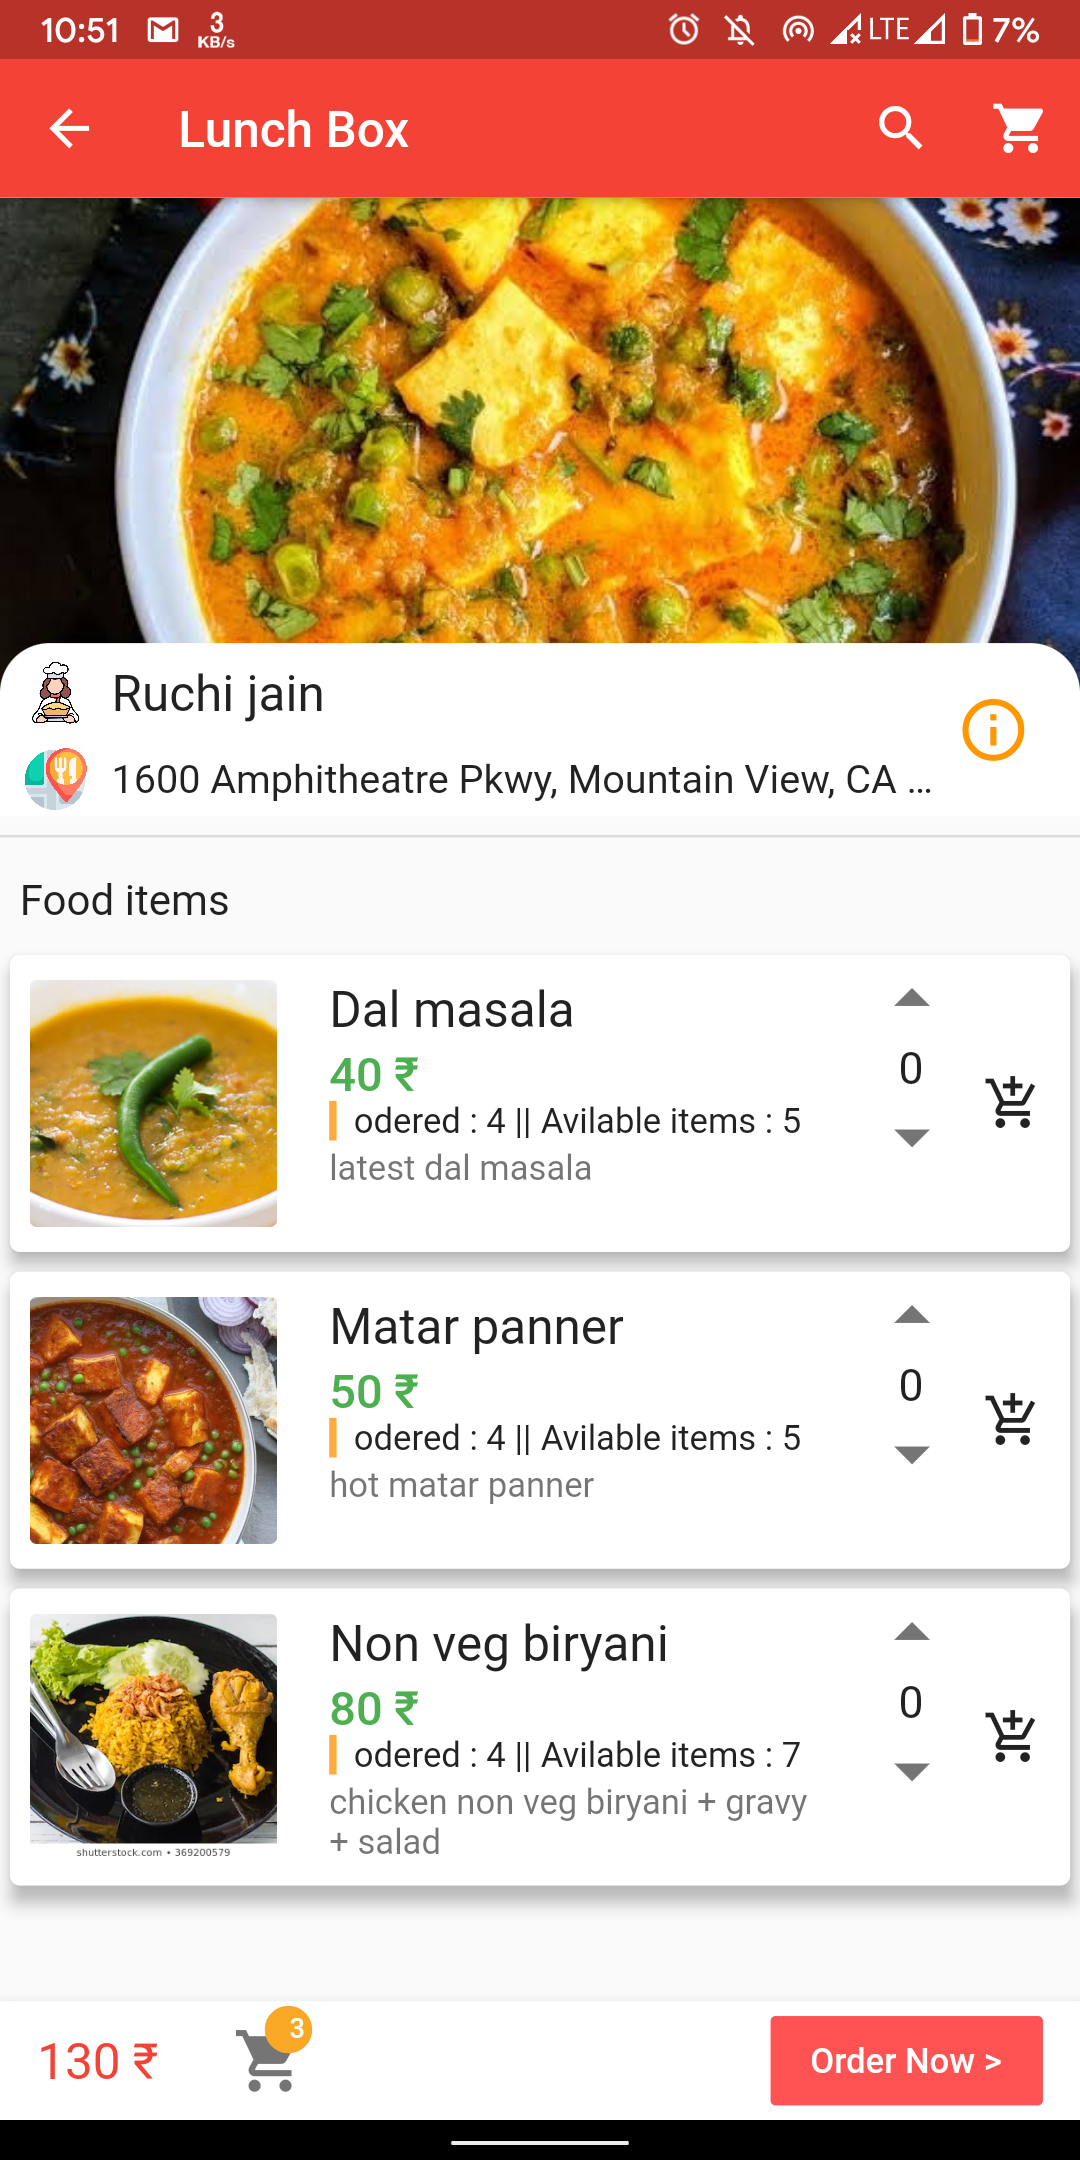 10:51 3 KB/s LTE 7%
Lunch Box
Ruchi jain
1600 Amphitheatre Pkwy, Mountain View, CA ...
Food items
Dal masala
40 ₹
0
odered : 4 || Avilable items : 5
latest dal masala
Matar panner
50 ₹
0
odered : 4 || Avilable items : 5
hot matar panner
Non veg biryani
80 ₹
0
odered : 4 || Avilable items : 7
chicken non veg biryani + gravy
+ salad
shutterstock.com • 369200579
130 ₹ 3 Order Now >